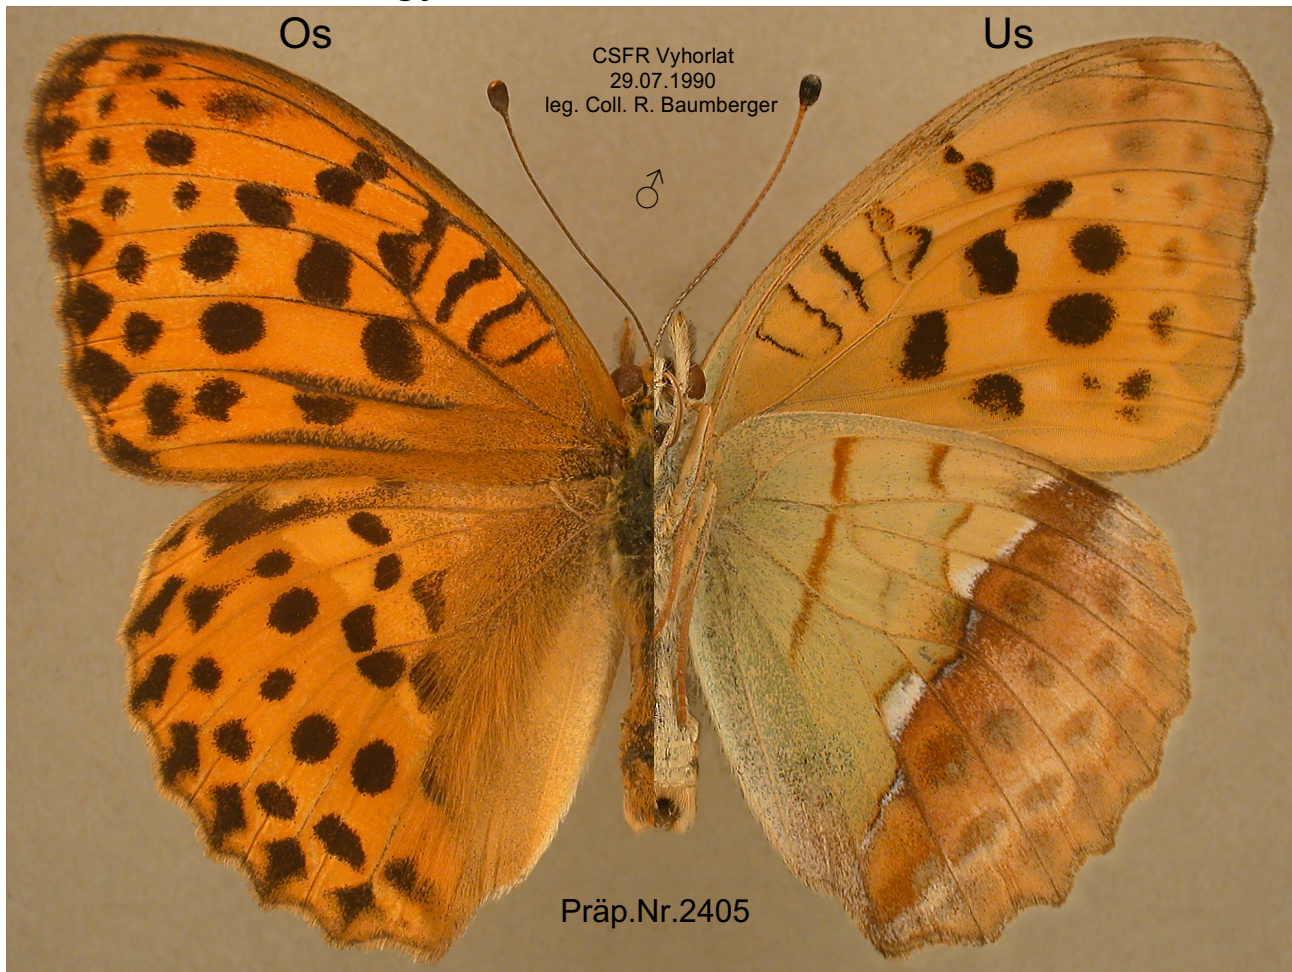 Os
Us
CSFR Vyhorlat
29.07.1990
leg. Coll. R. Baumberger
♂
Präp.Nr.2405